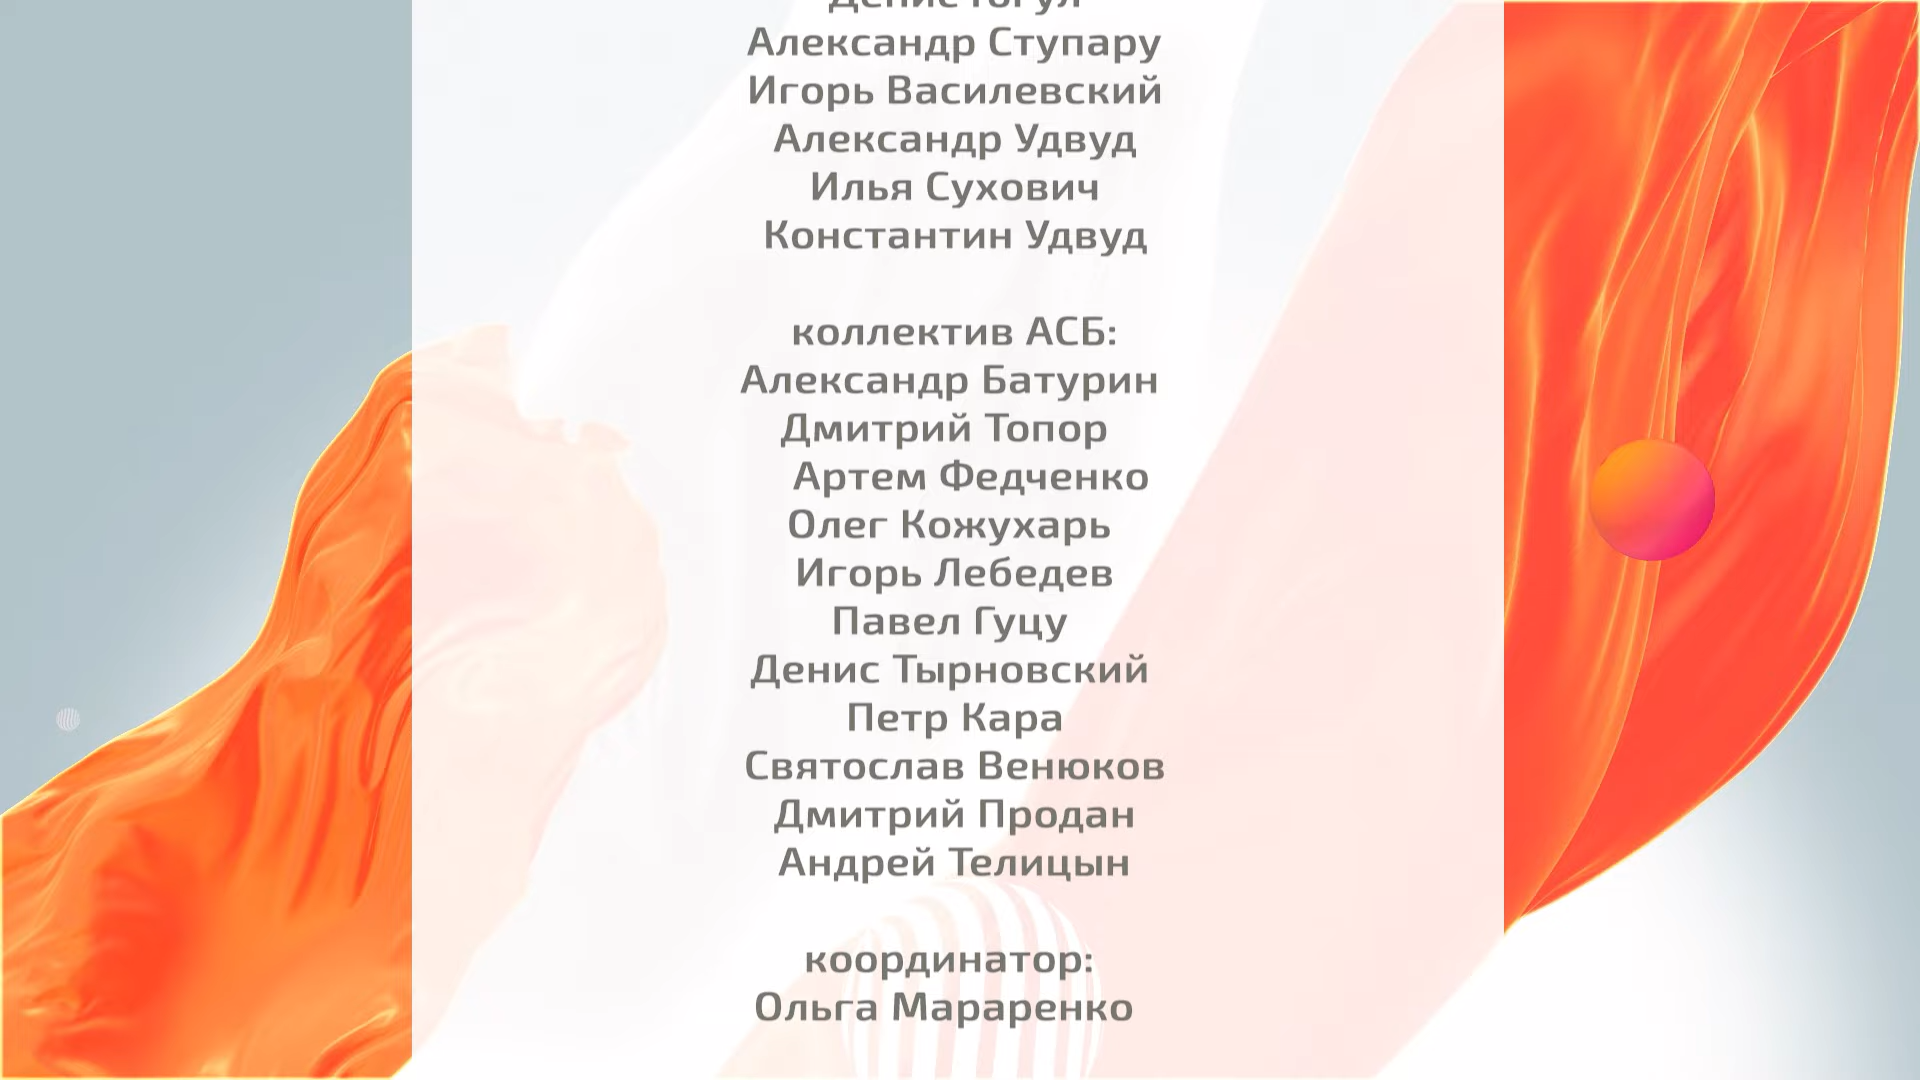 Александр Ступару
Игорь Василевский
Александр Удвуд
Илья Сухович
Константин Удвуд
коллектив АСБ:
Александр Батурин
Дмитрий Топор
Артем Федченко
Олег Кожухарь
Игорь Лебедев
Павел Гуцу
Денис Тырновский
Петр Кара
Святослав Венюков
Дмитрий Продан
Андрей Телицын
координатор:
Ольга Мараренко